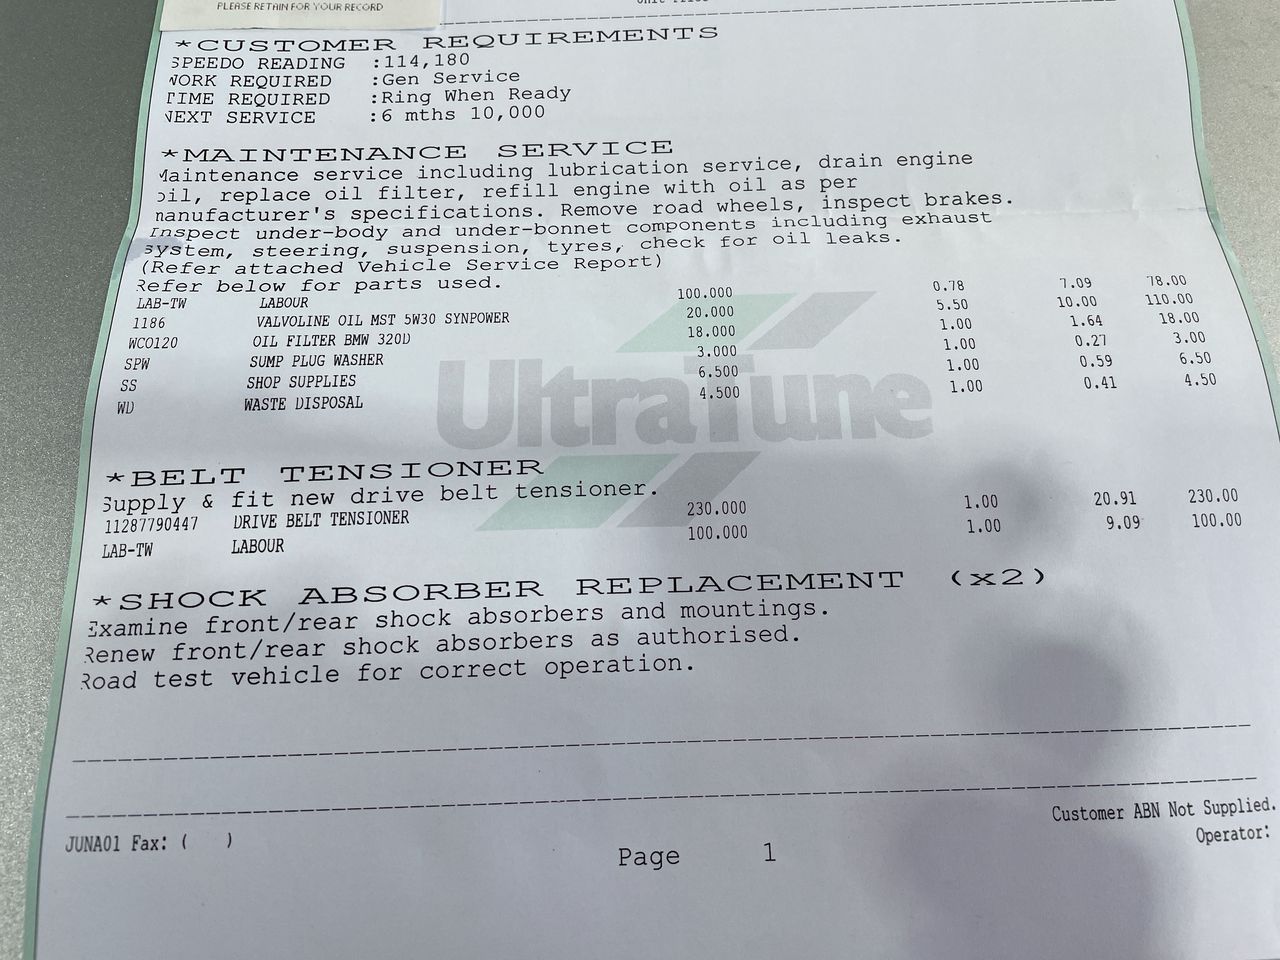 PLEASE RETAIN FOR YOUR RECORD
*CUSTOMER REQUIREMENTS
SPEEDO READING :114,180
WORK REQUIRED :Gen Service
TIME REQUIRED :Ring When Ready
NEXT SERVICE :6 mths 10,000
*MAINTENANCE SERVICE
Maintenance service including lubrication service, drain engine
oil, replace oil filter, refill engine with oil as per
manufacturer's specifications. Remove road wheels, inspect brakes.
Inspect under-body and under-bonnet components including exhaust
system, steering, suspension, tyres, check for oil leaks.
(Refer attached Vehicle Service Report)
Refer below for parts used.
LAB-TW LABOUR 100.000 0.78 7.09 78.00
1186 VALVOLINE OIL MST 5W30 SYNPOWER 20.000 5.50 10.00 110.00
WCO120 OIL FILTER BMW 320D 18.000 1.00 1.64 18.00
SPW SUMP PLUG WASHER 3.000 1.00 0.27 3.00
SS SHOP SUPPLIES 6.500 1.00 0.59 6.50
WD WASTE DISPOSAL 4.500 1.00 0.41 4.50
UltraTune
*BELT TENSIONER
Supply & fit new drive belt tensioner.
11287790447 DRIVE BELT TENSIONER 230.000 1.00 20.91 230.00
LAB-TW LABOUR 100.000 1.00 9.09 100.00
*SHOCK ABSORBER REPLACEMENT (x2)
Examine front/rear shock absorbers and mountings.
Renew front/rear shock absorbers as authorised.
Road test vehicle for correct operation.
Customer ABN Not Supplied.
JUNA01 Fax: ( ) Operator:
Page 1